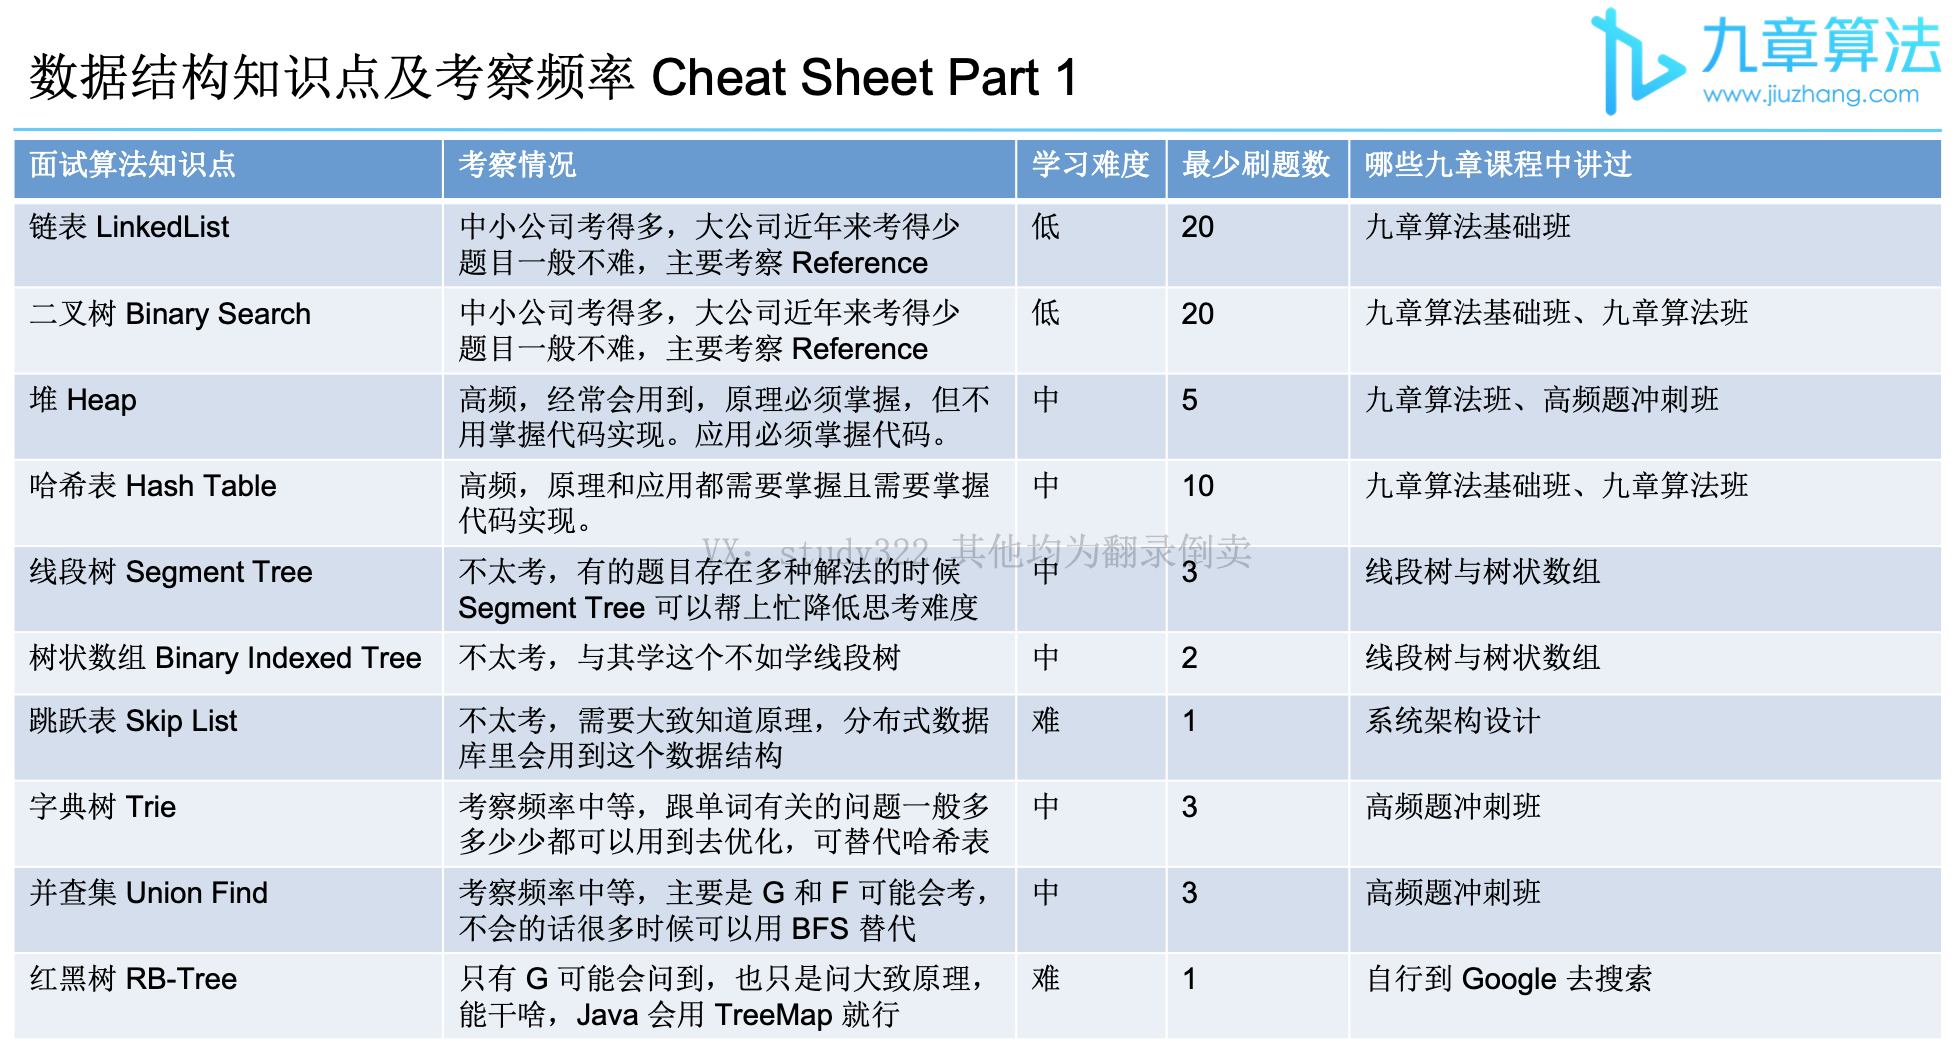 数据结构知识点及考察频率 Cheat Sheet Part 1
九章算法
www.jiuzhang.com
面试算法知识点 考察情况 学习难度 最少刷题数 哪些九章课程中讲过
链表 LinkedList 中小公司考得多，大公司近年来考得少 低 20 九章算法基础班
题目一般不难，主要考察 Reference
二叉树 Binary Search 中小公司考得多，大公司近年来考得少 低 20 九章算法基础班、九章算法班
题目一般不难，主要考察 Reference
堆 Heap 高频，经常会用到，原理必须掌握，但不 中 5 九章算法班、高频题冲刺班
用掌握代码实现。应用必须掌握代码。
哈希表 Hash Table 高频，原理和应用都需要掌握且需要掌握 中 10 九章算法基础班、九章算法班
代码实现。
VX: study322 其他均为翻录倒卖
线段树 Segment Tree 不太考，有的题目存在多种解法的时候 中 3 线段树与树状数组
Segment Tree 可以帮上忙降低思考难度
树状数组 Binary Indexed Tree 不太考，与其学这个不如学线段树 中 2 线段树与树状数组
跳跃表 Skip List 不太考，需要大致知道原理，分布式数据 难 1 系统架构设计
库里会用到这个数据结构
字典树 Trie 考察频率中等，跟单词有关的问题一般多 中 3 高频题冲刺班
多少少都可以用到去优化，可替代哈希表
并查集 Union Find 考察频率中等，主要是 G 和 F 可能会考， 中 3 高频题冲刺班
不会的话很多时候可以用 BFS 替代
红黑树 RB-Tree 只有 G 可能会问到，也只是问大致原理， 难 1 自行到 Google 去搜索
能干啥，Java 会用 TreeMap 就行